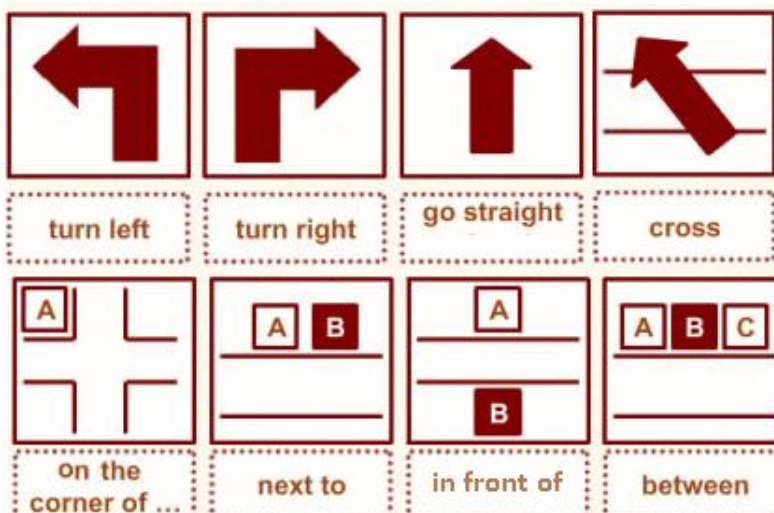 turn left
turn right
go straight
cross
A
A B
A
B
A B C
on the
corner of ...
next to
in front of
between